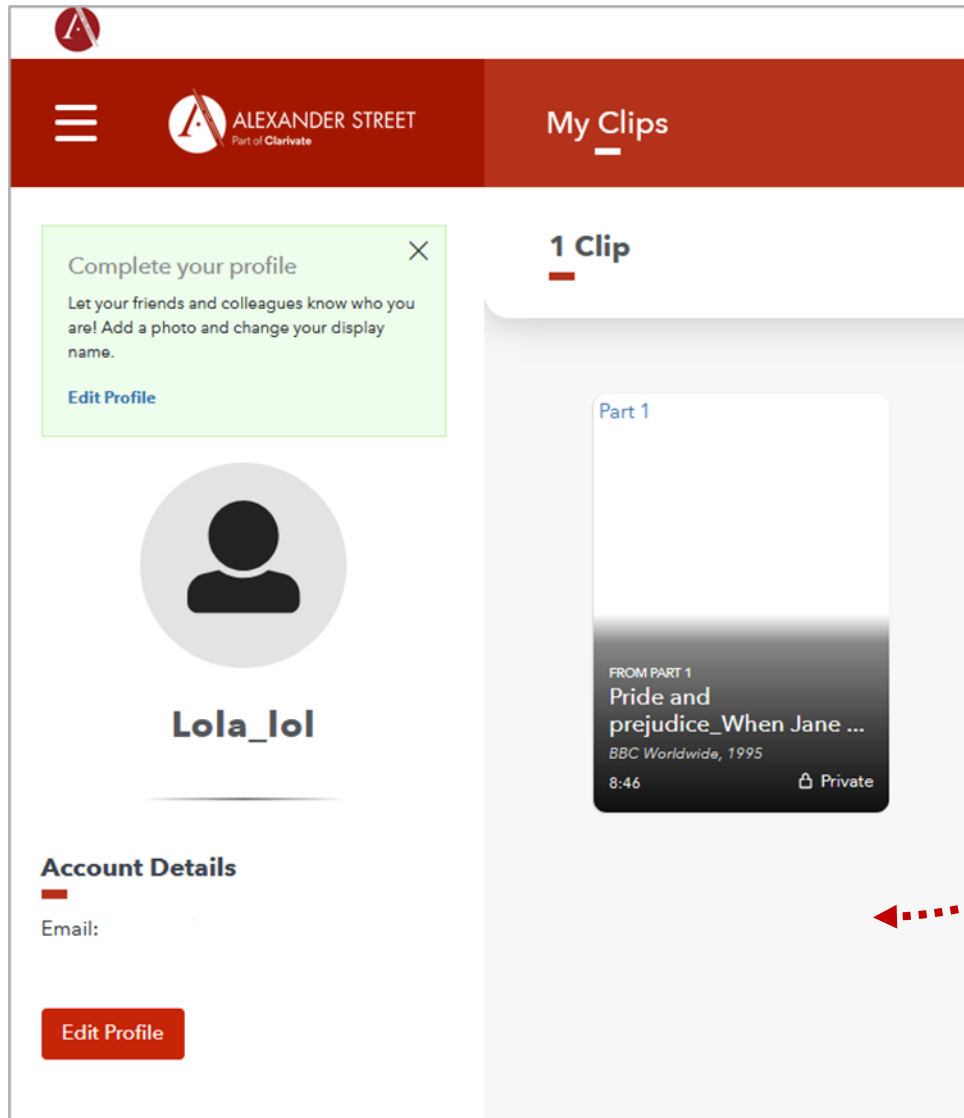 ALEXANDER STREET
Part of Clarivate
My Clips
Complete your profile
Let your friends and colleagues know who you
are! Add a photo and change your display
name.
Edit Profile
Lola_lol
Account Details
Email:
Edit Profile
1 Clip
Part 1
FROM PART 1
Pride and
prejudice_When Jane ...
BBC Worldwide, 1995
8:46
Private